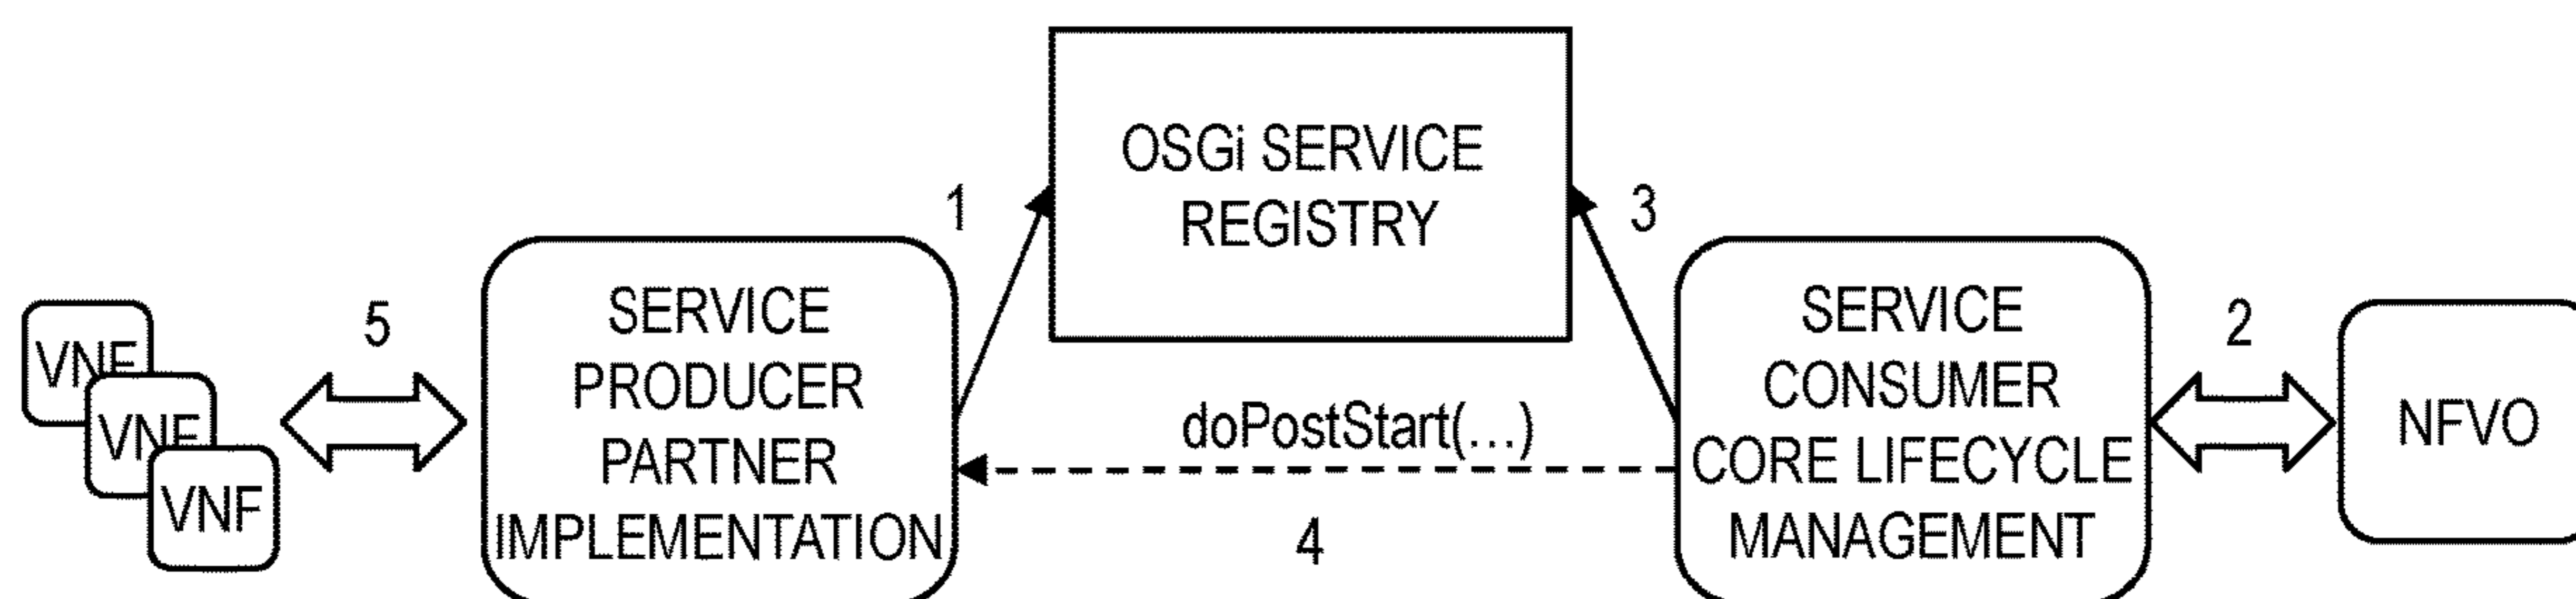 OSGi SERVICE
REGISTRY
1
3
5
SERVICE
PRODUCER
PARTNER
IMPLEMENTATION
SERVICE
CONSUMER
CORE LIFECYCLE
MANAGEMENT
2
VNF
VNF
VNF
doPostStart(...)
4
NFVO